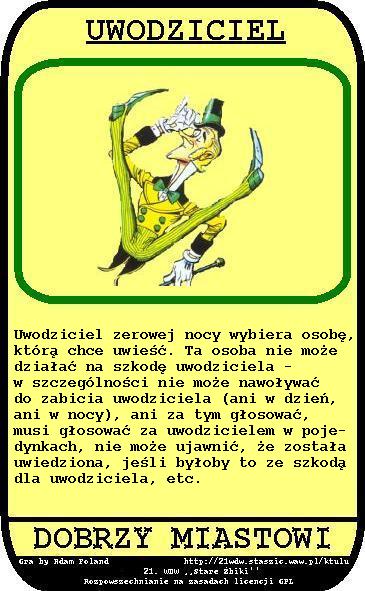 UWODZICIEL
Uwodziciel zerowej nocy wybiera osobę,
którą chce uwieść. Ta osoba nie może
działać na szkodę uwodziciela -
w szczególności nie może nawoływać
do zabicia uwodziciela (ani w dzień,
ani w nocy), ani za tym głosować,
musi głosować za uwodzicielem w poje-
dynkach, nie może ujawnić, że została
uwiedziona, jeśli byłoby to ze szkodą
dla uwodziciela, etc.
DOBRZY MIASTOWI
Gra by Adam Poland http://21wdw.staszic.waw.pl/ktulu
21. WDW ,,Stare Żbiki''
Rozpowszechnianie na zasadach licencji GPL